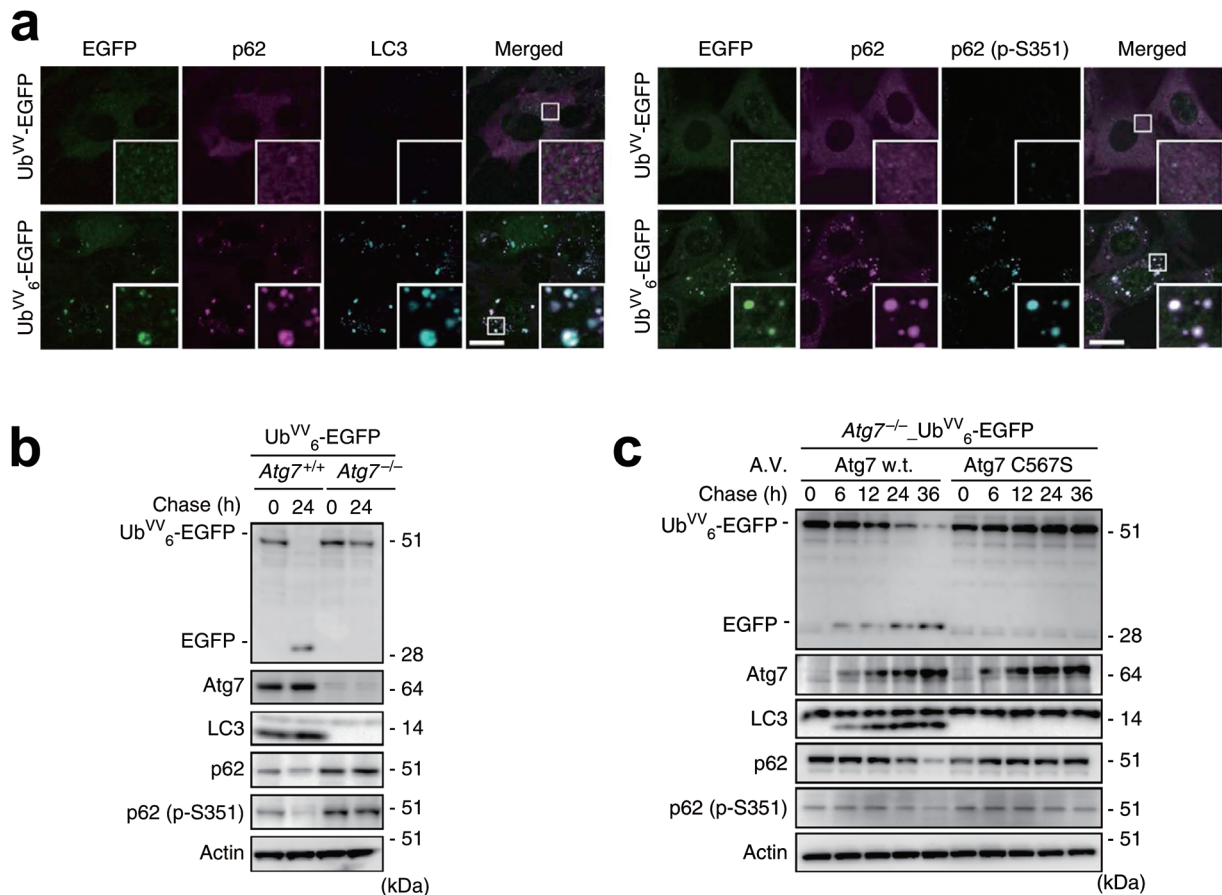 a
EGFP p62 LC3 Merged
EGFP p62 p62 (p-S351) Merged
Ub^VV-EGFP
Ub^VV_6-EGFP
Ub^VV-EGFP
Ub^VV_6-EGFP
b
Ub^VV_6-EGFP
Atg7+/+ Atg7–/–
Chase (h) 0 24 0 24
Ub^VV_6-EGFP - - 51
EGFP - - 28
Atg7 - 64
LC3 - 14
p62 - 51
p62 (p-S351) - 51
- 51
Actin
(kDa)
c
Atg7–/–_Ub^VV_6-EGFP
A.V. Atg7 w.t. Atg7 C567S
Chase (h) 0 6 12 24 36 0 6 12 24 36
Ub^VV_6-EGFP - - 51
EGFP - - 28
Atg7 - 64
LC3 - 14
p62 - 51
p62 (p-S351) - 51
- 51
Actin
(kDa)